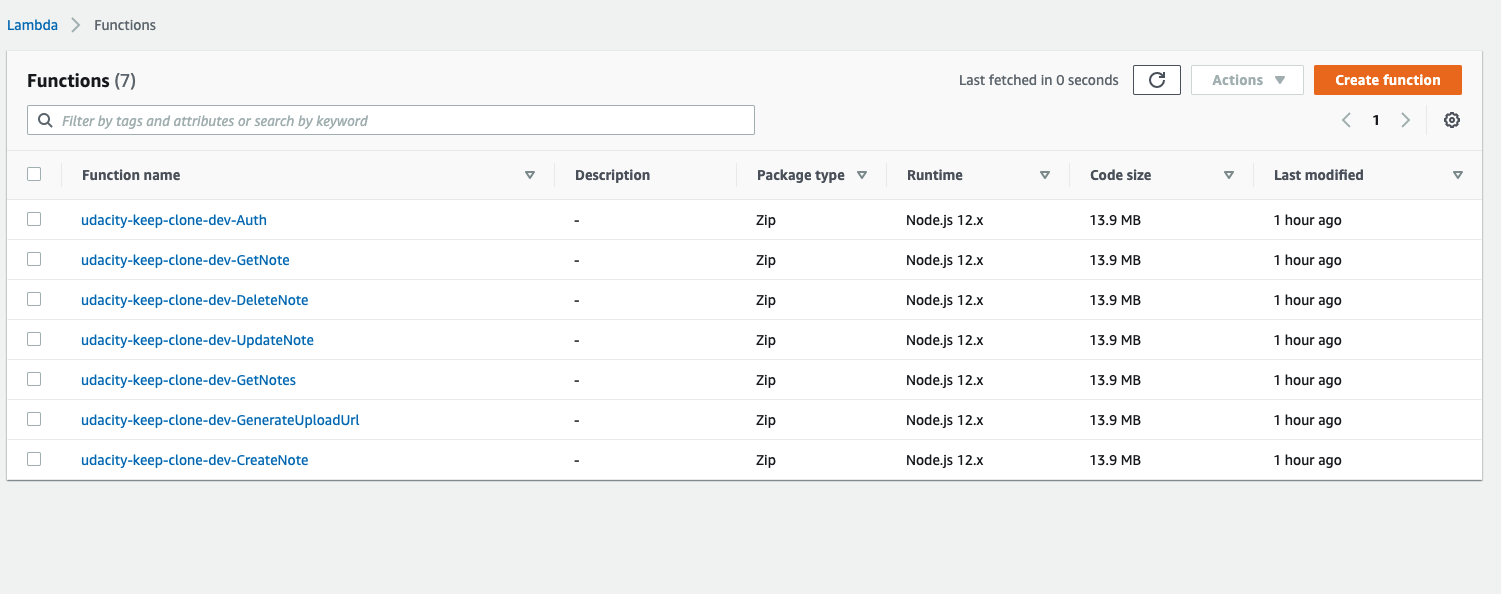 Lambda Functions
Functions (7) Last fetched in 0 seconds Actions Create function
Filter by tags and attributes or search by keyword 1
Function name Description Package type Runtime Code size Last modified
udacity-keep-clone-dev-Auth - Zip Node.js 12.x 13.9 MB 1 hour ago
udacity-keep-clone-dev-GetNote - Zip Node.js 12.x 13.9 MB 1 hour ago
udacity-keep-clone-dev-DeleteNote - Zip Node.js 12.x 13.9 MB 1 hour ago
udacity-keep-clone-dev-UpdateNote - Zip Node.js 12.x 13.9 MB 1 hour ago
udacity-keep-clone-dev-GetNotes - Zip Node.js 12.x 13.9 MB 1 hour ago
udacity-keep-clone-dev-GenerateUploadUrl - Zip Node.js 12.x 13.9 MB 1 hour ago
udacity-keep-clone-dev-CreateNote - Zip Node.js 12.x 13.9 MB 1 hour ago